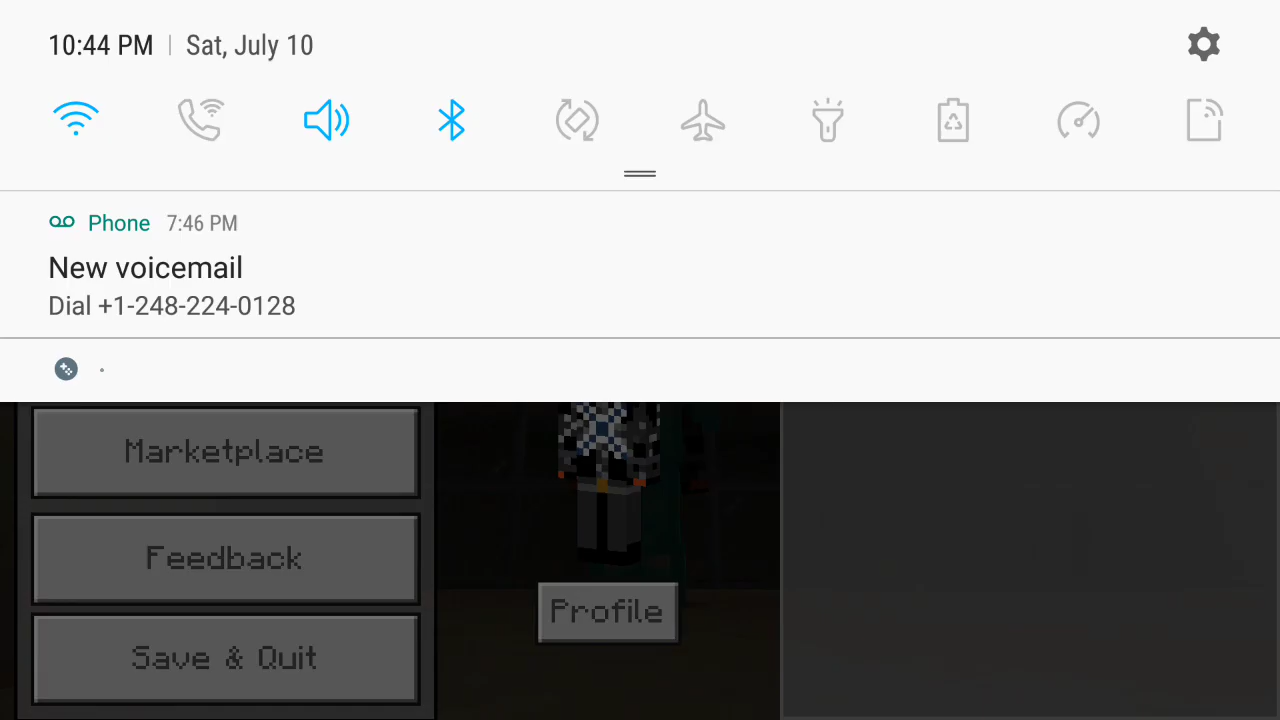 10:44 PM | Sat, July 10
Phone 7:46 PM
New voicemail
Dial +1-248-224-0128
Marketplace
Feedback
Profile
Save & Quit